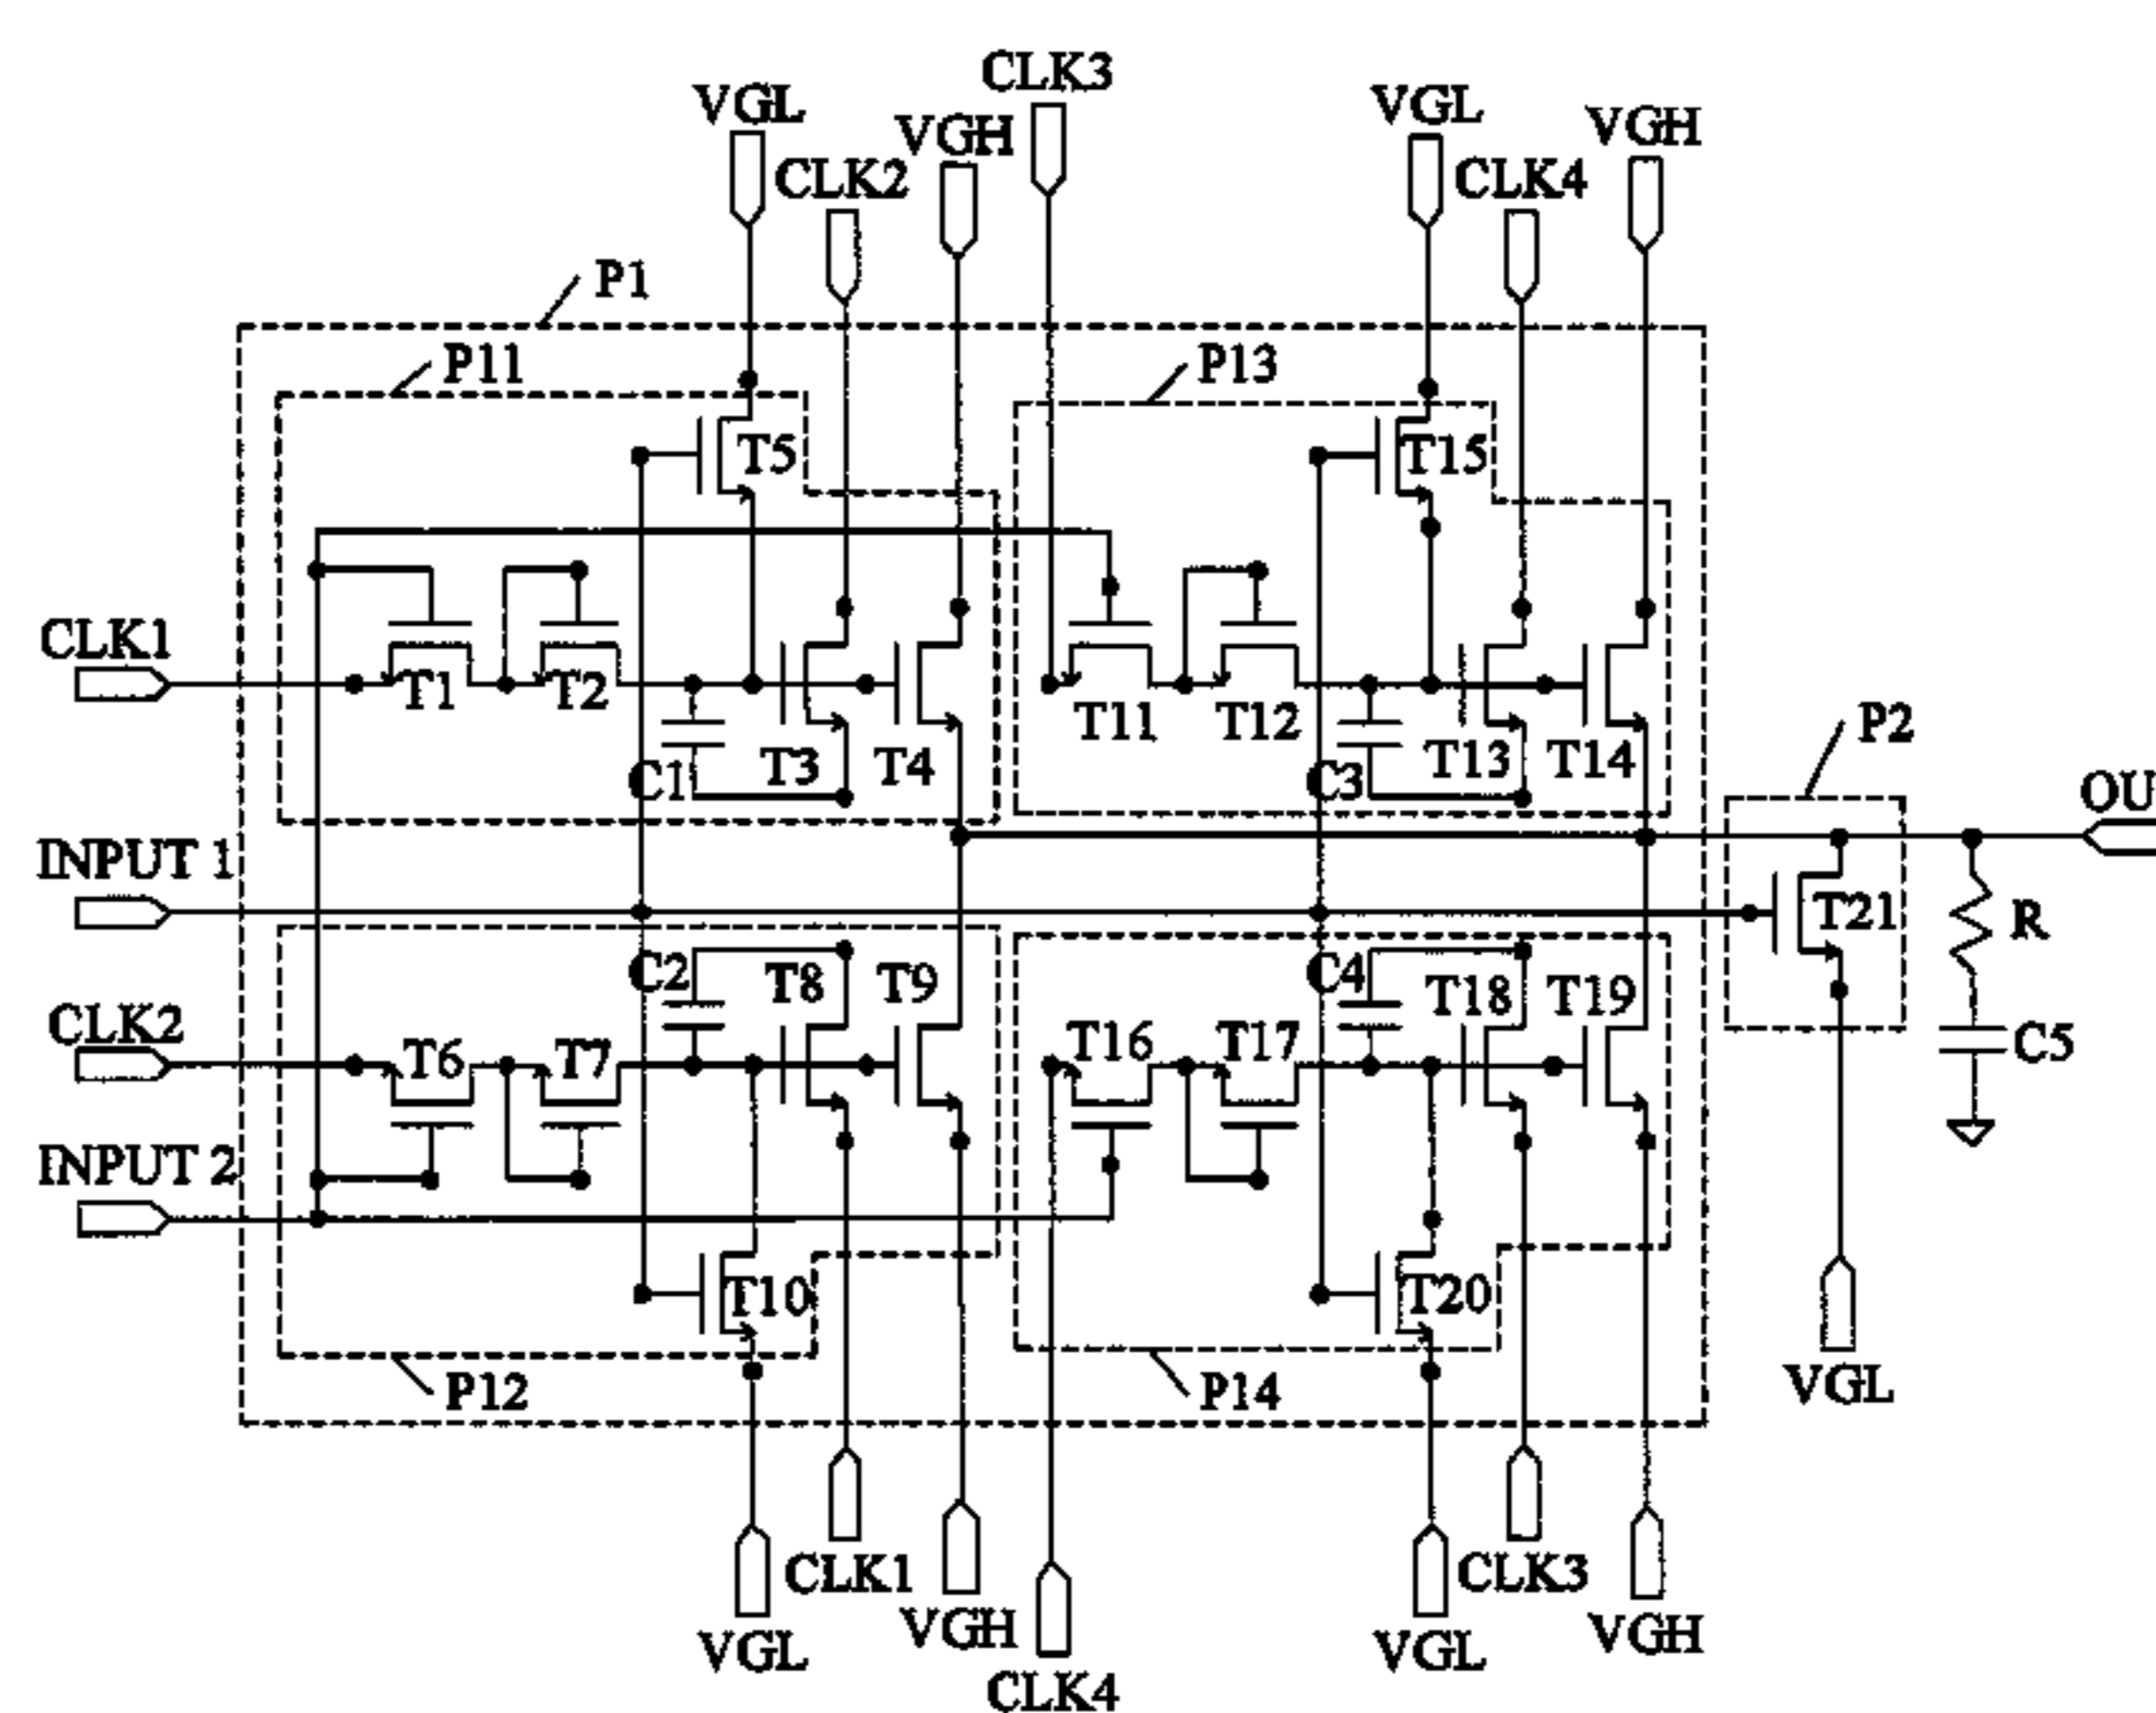 CLK3
VGL
VGH
CLK2
VGL
VGH
CLK4
P1
P11
P13
T5
T15
CLK1
T1
T2
T11
T12
C1
T3
T4
C3
T13
T14
P2
OU
INPUT 1
T21
R
C2
T8
T9
C4
T18
T19
CLK2
T6
T7
T16
T17
C5
INPUT 2
T10
T20
P12
P14
VGL
CLK1
CLK3
VGH
VGH
VGL
VGL
CLK4